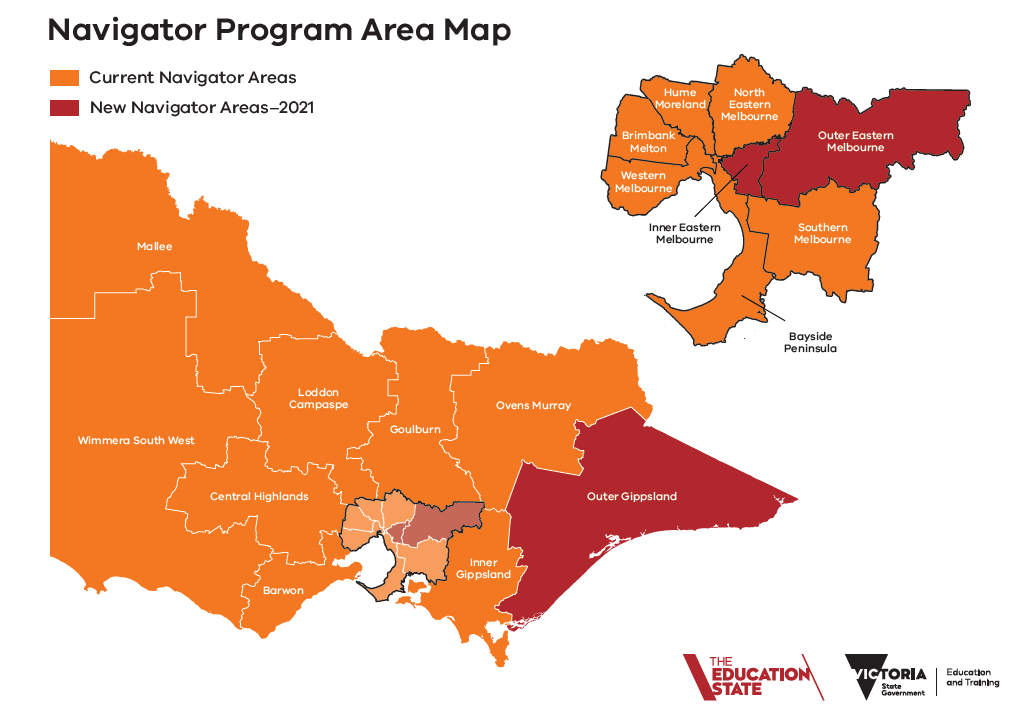 Navigator Program Area Map
Current Navigator Areas
New Navigator Areas–2021
Hume
Moreland
North
Eastern
Melbourne
Brimbank
Melton
Outer Eastern
Melbourne
Western
Melbourne
Inner Eastern
Melbourne
Southern
Melbourne
Bayside
Peninsula
Mallee
Loddon
Campaspe
Goulburn
Ovens Murray
Wimmera South West
Central Highlands
Outer Gippsland
Inner
Gippsland
Barwon
THE
EDUCATION
STATE
VICTORIA
State
Government
Education
and Training